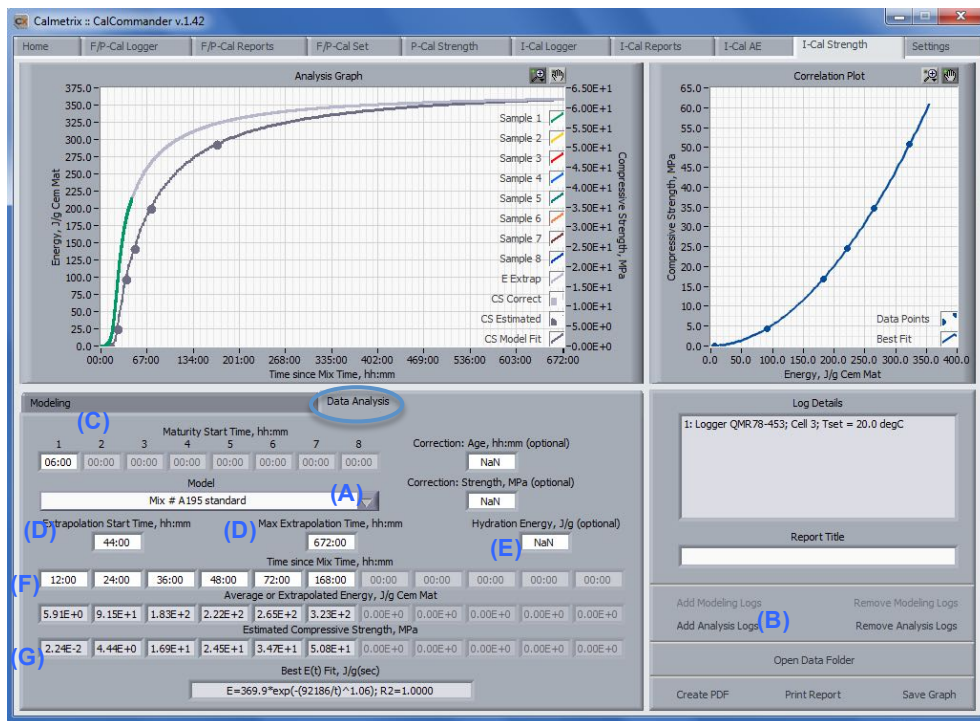 Calmetrix :: CalCommander v.1.42
Home F/P-Cal Logger F/P-Cal Reports F/P-Cal Set P-Cal Strength I-Cal Logger I-Cal Reports I-Cal AE I-Cal Strength Settings
Analysis Graph
375.0
350.0
325.0
300.0
275.0
250.0
225.0
200.0
175.0
150.0
125.0
100.0
75.0
50.0
25.0
0.0
Energy, J/g Cem Mat
00:00 67:00 134:00 201:00 268:00 335:00 402:00 469:00 536:00 603:00 672:00
Time since Mix Time, hh:mm
6.50E+1
6.00E+1
5.50E+1
5.00E+1
4.50E+1
4.00E+1
3.50E+1
3.00E+1
2.50E+1
2.00E+1
1.50E+1
1.00E+1
5.00E+0
0.00E+0
Compressive Strength, MPa
Sample 1
Sample 2
Sample 3
Sample 4
Sample 5
Sample 6
Sample 7
Sample 8
E Extrap
CS Correct
CS Estimated
CS Model Fit
Correlation Plot
65.0
60.0
55.0
50.0
45.0
40.0
35.0
30.0
25.0
20.0
15.0
10.0
5.0
0.0
Compressive Strength, MPa
0.0 50.0 100.0 150.0 200.0 250.0 300.0 350.0 400.0
Energy, J/g Cem Mat
Data Points
Best Fit
Modeling Data Analysis
(C)
Maturity Start Time, hh:mm
1 2 3 4 5 6 7 8
06:00 00:00 00:00 00:00 00:00 00:00 00:00 00:00
Correction: Age, hh:mm (optional)
NaN
Model
Mix # A195 standard (A)
Correction: Strength, MPa (optional)
NaN
(D) Extrapolation Start Time, hh:mm
44:00
(D) Max Extrapolation Time, hh:mm
672:00
Hydration Energy, J/g (optional)
(E) NaN
Time since Mix Time, hh:mm
(F) 12:00 24:00 36:00 48:00 72:00 168:00 00:00 00:00 00:00 00:00 00:00
Average or Extrapolated Energy, J/g Cem Mat
5.91E+0 9.15E+1 1.83E+2 2.22E+2 2.65E+2 3.23E+2 0.00E+0 0.00E+0 0.00E+0 0.00E+0 0.00E+0
Estimated Compressive Strength, MPa
(G) 2.24E-2 4.44E+0 1.69E+1 2.45E+1 3.47E+1 5.08E+1 0.00E+0 0.00E+0 0.00E+0 0.00E+0 0.00E+0
Best E(t) Fit, J/g(sec)
E=369.9*exp(-(92186/t)^1.06); R2=1.0000
Log Details
1: Logger QMR78-453; Cell 3; Tset = 20.0 degC
Report Title
Add Modeling Logs Remove Modeling Logs
Add Analysis Logs (B) Remove Analysis Logs
Open Data Folder
Create PDF Print Report Save Graph